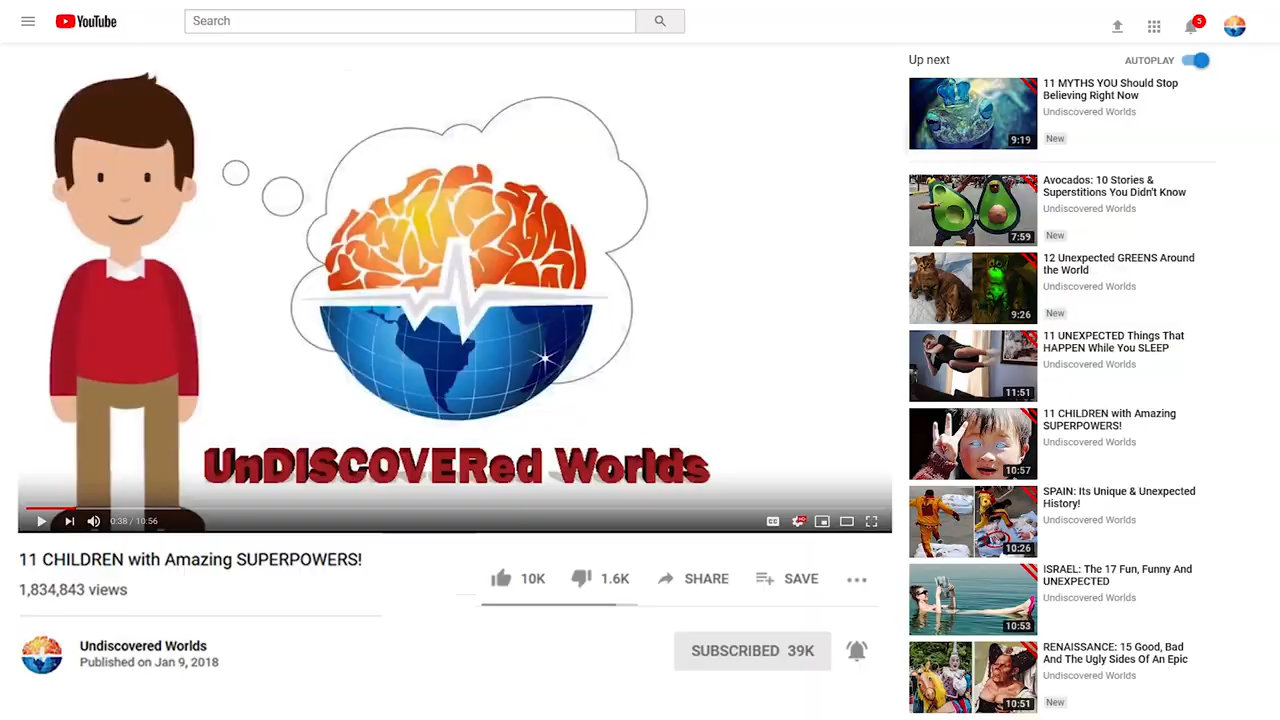 YouTube
Search
5
Up next
AUTOPLAY
11 MYTHS YOU Should Stop
Believing Right Now
Undiscovered Worlds
New
9:19
Avocados: 10 Stories &
Superstitions You Didn't Know
Undiscovered Worlds
New
7:59
12 Unexpected GREENS Around
the World
Undiscovered Worlds
New
9:26
11 UNEXPECTED Things That
HAPPEN While You SLEEP
Undiscovered Worlds
11:51
11 CHILDREN with Amazing
SUPERPOWERS!
Undiscovered Worlds
10:57
SPAIN: Its Unique & Unexpected
History!
Undiscovered Worlds
10:26
ISRAEL: The 17 Fun, Funny And
UNEXPECTED
Undiscovered Worlds
10:53
RENAISSANCE: 15 Good, Bad
And The Ugly Sides Of An Epic
Undiscovered Worlds
New
10:51
UnDISCOVERed Worlds
0:38 / 10:56
CC
HD
11 CHILDREN with Amazing SUPERPOWERS!
1,834,843 views
10K
1.6K
SHARE
SAVE
Undiscovered Worlds
Published on Jan 9, 2018
SUBSCRIBED 39K